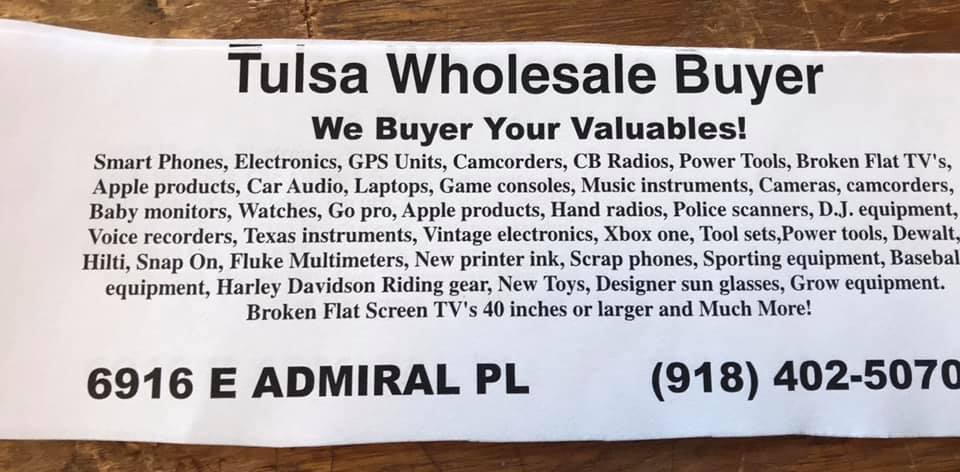 Tulsa Wholesale Buyer
We Buyer Your Valuables!
Smart Phones, Electronics, GPS Units, Camcorders, CB Radios, Power Tools, Broken Flat TV's,
Apple products, Car Audio, Laptops, Game consoles, Music instruments, Cameras, camcorders,
Baby monitors, Watches, Go pro, Apple products, Hand radios, Police scanners, D.J. equipment,
Voice recorders, Texas instruments, Vintage electronics, Xbox one, Tool sets,Power tools, Dewalt,
Hilti, Snap On, Fluke Multimeters, New printer ink, Scrap phones, Sporting equipment, Basebal
equipment, Harley Davidson Riding gear, New Toys, Designer sun glasses, Grow equipment.
Broken Flat Screen TV's 40 inches or larger and Much More!
6916 E ADMIRAL PL (918) 402-5070